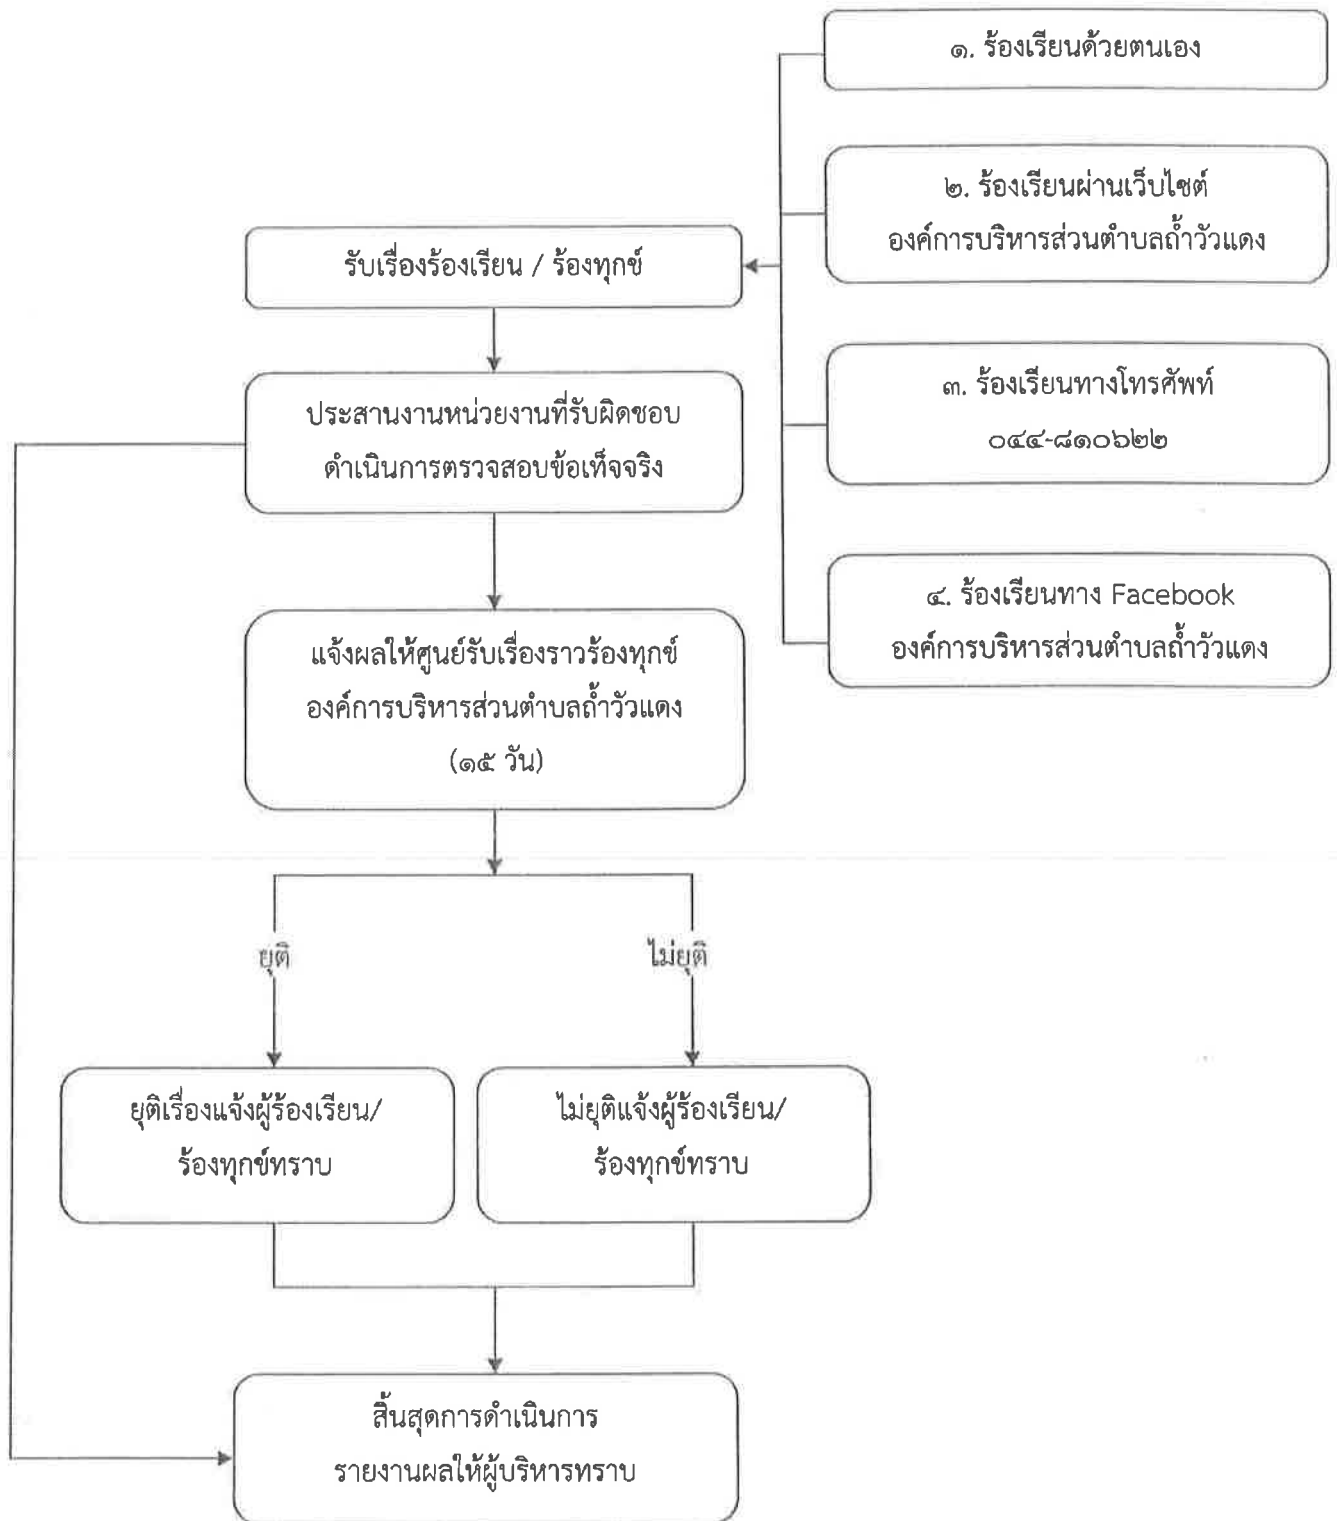 ๑. ร้องเรียนด้วยตนเอง
๒. ร้องเรียนผ่านเว็บไซต์
องค์การบริหารส่วนตำบลถ้ำวัวแดง
รับเรื่องร้องเรียน / ร้องทุกข์
๓. ร้องเรียนทางโทรศัพท์
๐๔๔-๘๑๐๖๒๒
ประสานงานหน่วยงานที่รับผิดชอบ
ดำเนินการตรวจสอบข้อเท็จจริง
๔. ร้องเรียนทาง Facebook
องค์การบริหารส่วนตำบลถ้ำวัวแดง
แจ้งผลให้ศูนย์รับเรื่องราวร้องทุกข์
องค์การบริหารส่วนตำบลถ้ำวัวแดง
(๑๕ วัน)
ยุติ
ไม่ยุติ
ยุติเรื่องแจ้งผู้ร้องเรียน/
ร้องทุกข์ทราบ
ไม่ยุติแจ้งผู้ร้องเรียน/
ร้องทุกข์ทราบ
สิ้นสุดการดำเนินการ
รายงานผลให้ผู้บริหารทราบ